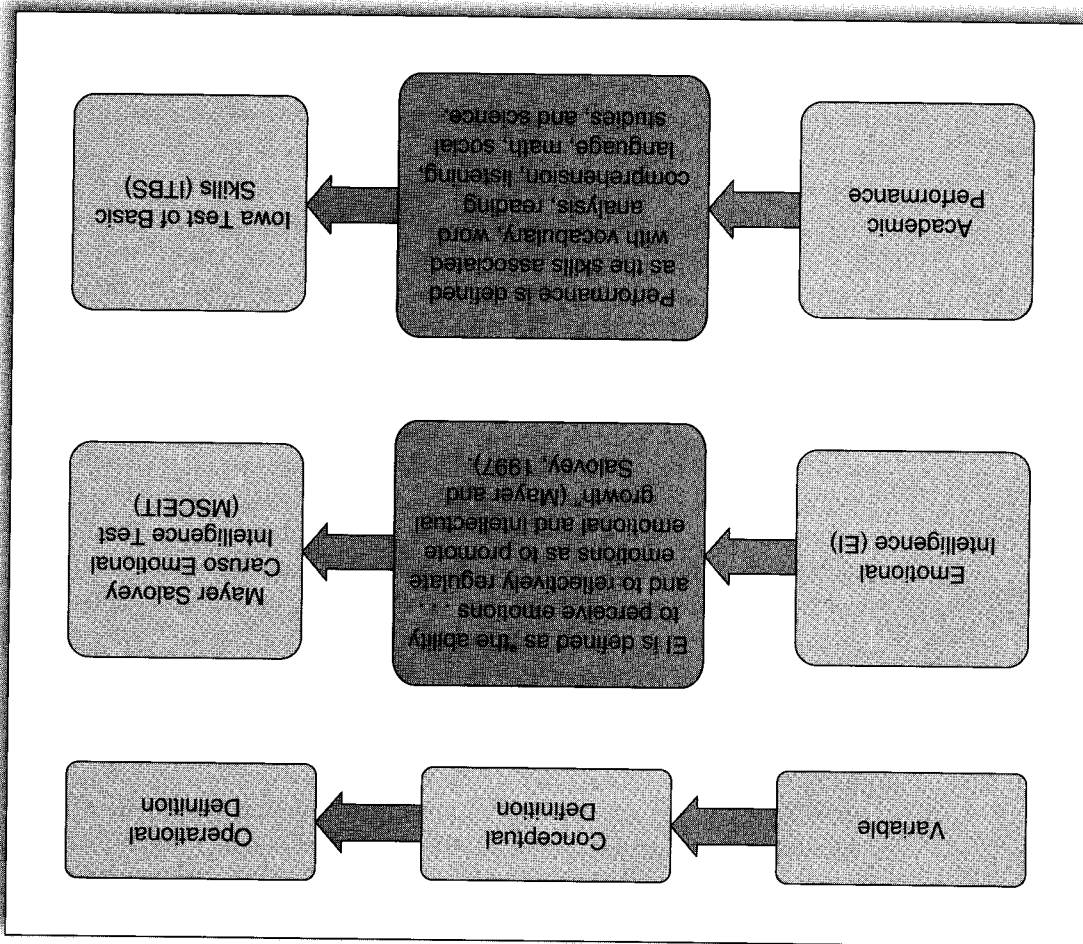 Variable
Conceptual
Definition
Operational
Definition
Emotional
Intelligence (EI)
EI is defined as "the ability
to perceive emotions . . .
and to reflectively regulate
emotions as to promote
emotional and intellectual
growth" (Mayer and
Salovey, 1997).
Mayer Salovey
Caruso Emotional
Intelligence Test
(MSCEIT)
Academic
Performance
Performance is defined
as the skills associated
with vocabulary, word
analysis, reading
comprehension, listening,
language, math, social
studies, and science.
Iowa Test of Basic
Skills (ITBS)